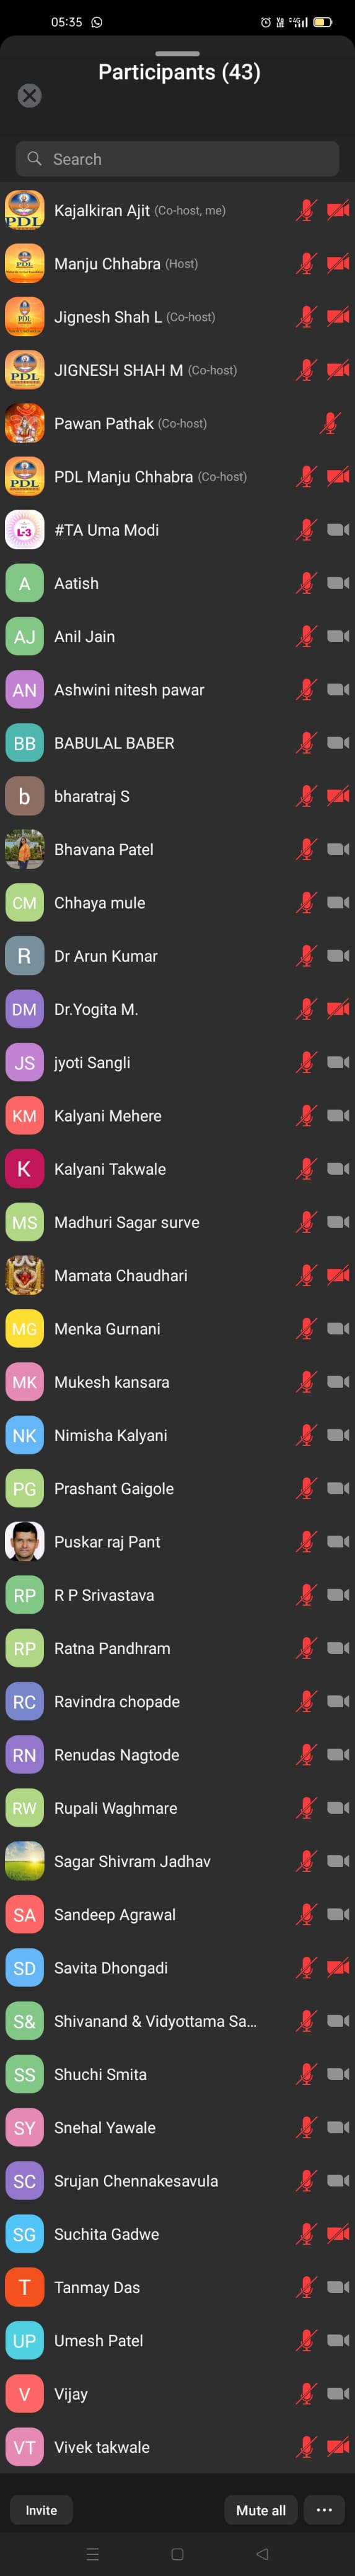 05:35
Participants (43)
Search
PDL Kajalkiran Ajit (Co-host, me)
PDL Manju Chhabra (Host)
PDL Jignesh Shah L (Co-host)
PDL JIGNESH SHAH M (Co-host)
Pawan Pathak (Co-host)
PDL PDL Manju Chhabra (Co-host)
L-3 #TA Uma Modi
A Aatish
AJ Anil Jain
AN Ashwini nitesh pawar
BB BABULAL BABER
b bharatraj S
Bhavana Patel
CM Chhaya mule
R Dr Arun Kumar
DM Dr.Yogita M.
JS jyoti Sangli
KM Kalyani Mehere
K Kalyani Takwale
MS Madhuri Sagar surve
Mamata Chaudhari
MG Menka Gurnani
MK Mukesh kansara
NK Nimisha Kalyani
PG Prashant Gaigole
Puskar raj Pant
RP R P Srivastava
RP Ratna Pandhram
RC Ravindra chopade
RN Renudas Nagtode
RW Rupali Waghmare
Sagar Shivram Jadhav
SA Sandeep Agrawal
SD Savita Dhongadi
S& Shivanand & Vidyottama Sa...
SS Shuchi Smita
SY Snehal Yawale
SC Srujan Chennakesavula
SG Suchita Gadwe
T Tanmay Das
UP Umesh Patel
V Vijay
VT Vivek takwale
Invite Mute all ...